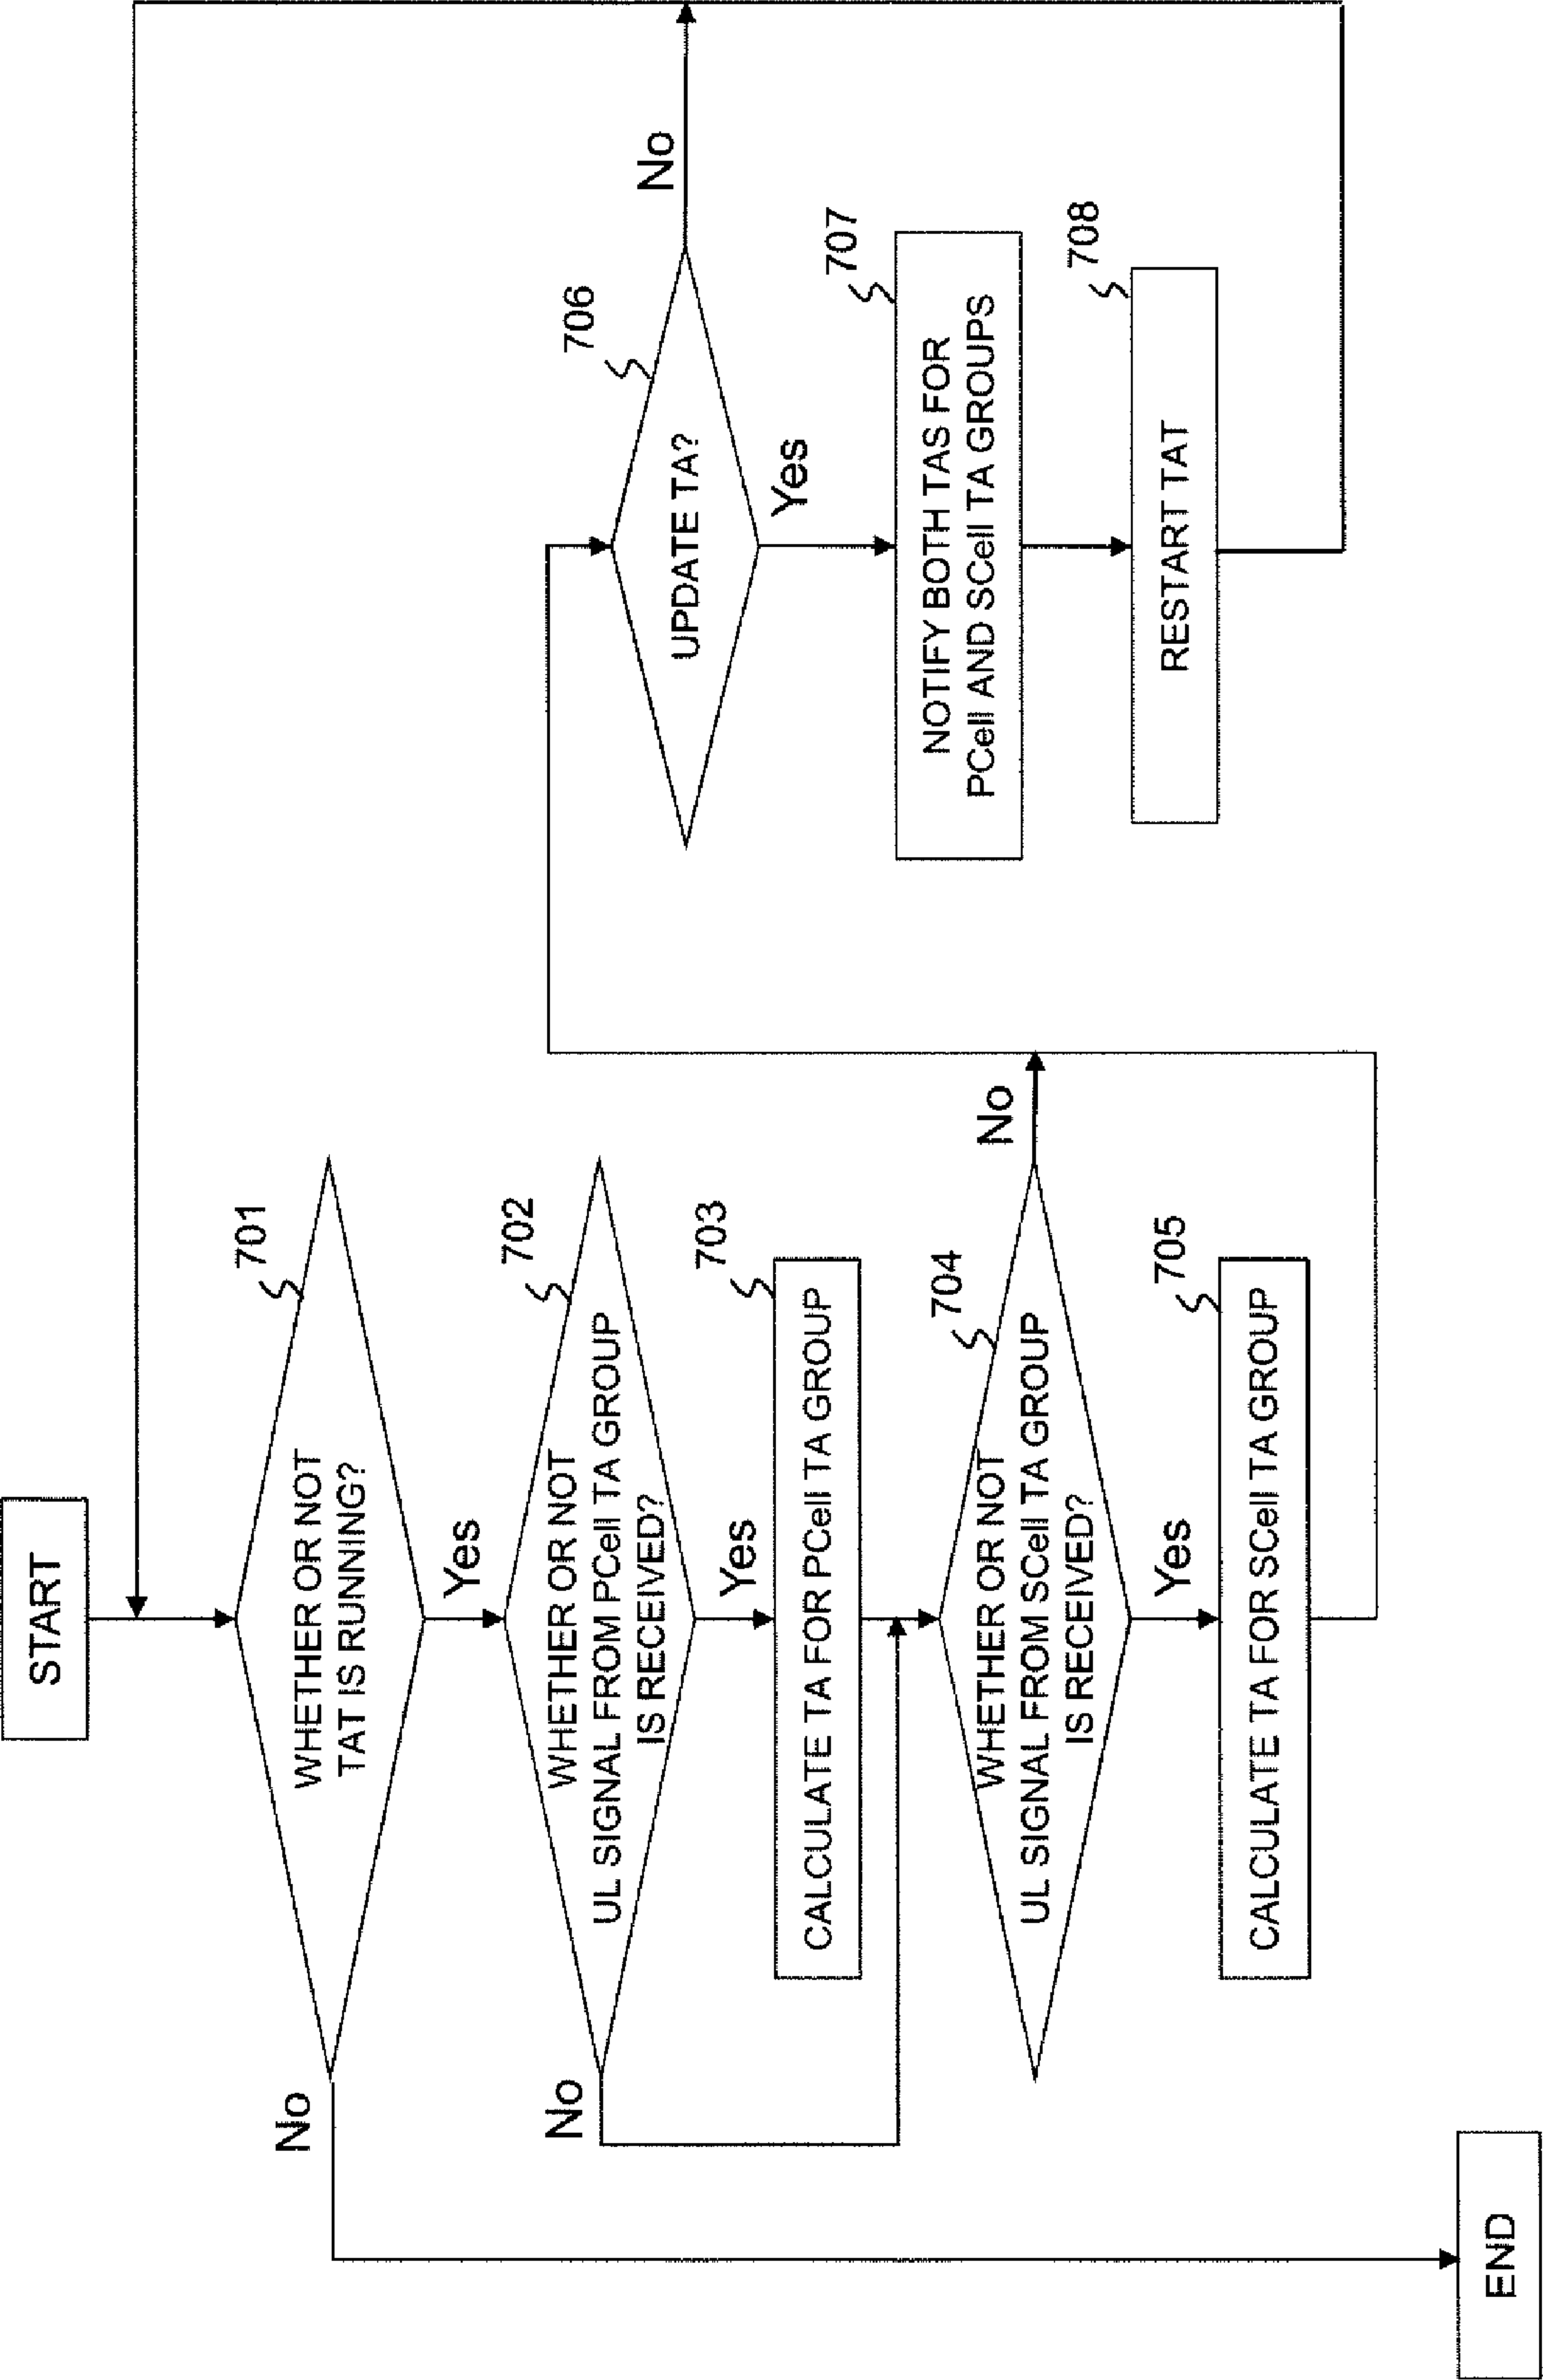 START
701
WHETHER OR NOT
TAT IS RUNNING?
No
Yes
702
WHETHER OR NOT
UL SIGNAL FROM PCell TA GROUP
IS RECEIVED?
No
Yes
703
CALCULATE TA FOR PCell TA GROUP
704
WHETHER OR NOT
UL SIGNAL FROM SCell TA GROUP
IS RECEIVED?
No
Yes
705
CALCULATE TA FOR SCell TA GROUP
END
706
UPDATE TA?
No
Yes
707
NOTIFY BOTH TAS FOR
PCell AND SCell TA GROUPS
708
RESTART TAT